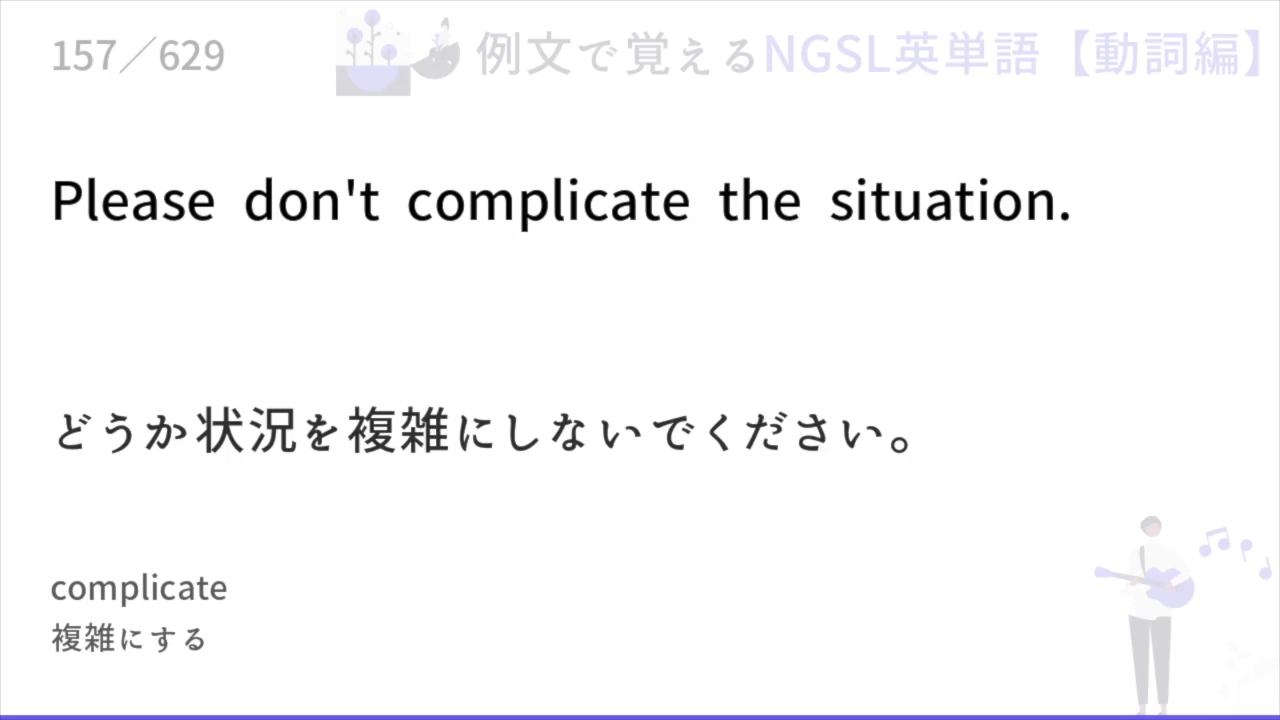 157／629
例文で覚えるNGSL英単語【動詞編】
Please don't complicate the situation.
どうか状況を複雑にしないでください。
complicate
複雑にする